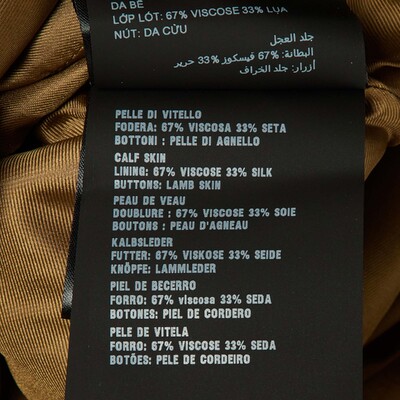 DA BÊ
LỚP LÓT: 67% VISCOSE 33% LỤA
NÚT: DA CỪU
جلد العجل
البطانة: 67% فيسكوز 33% حرير
أزرار: جلد الخراف
PELLE DI VITELLO
FODERA: 67% VISCOSA 33% SETA
BOTTONI : PELLE DI AGNELLO
CALF SKIN
LINING: 67% VISCOSE 33% SILK
BUTTONS: LAMB SKIN
PEAU DE VEAU
DOUBLURE : 67% VISCOSE 33% SOIE
BOUTONS : PEAU D'AGNEAU
KALBSLEDER
FUTTER: 67% VISKOSE 33% SEIDE
KNÖPFE: LAMMLEDER
PIEL DE BECERRO
FORRO: 67% viscosa 33% SEDA
BOTONES: PIEL DE CORDERO
PELE DE VITELA
FORRO: 67% VISCOSE 33% SEDA
BOTÕES: PELE DE CORDEIRO